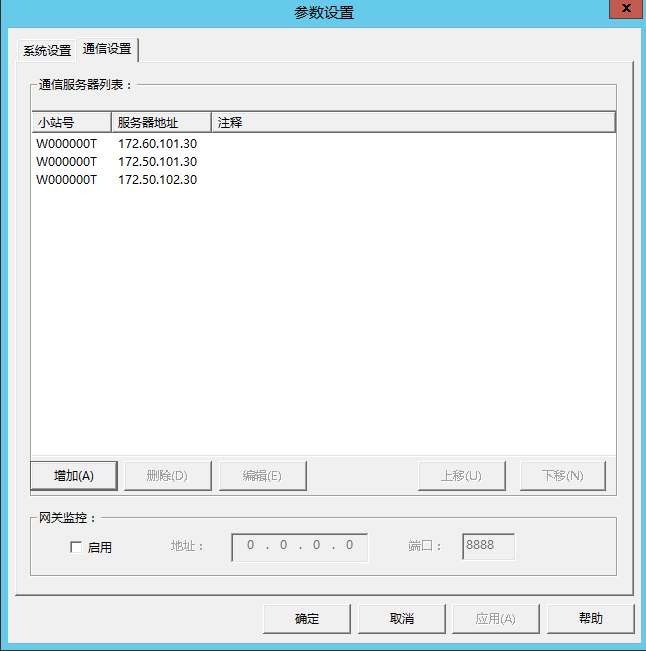 参数设置
x
系统设置 通信设置
通信服务器列表：
小站号 服务器地址 注释
W000000T 172.60.101.30
W000000T 172.50.101.30
W000000T 172.50.102.30
增加(A) 删除(D) 编辑(E) 上移(U) 下移(N)
网关监控：
启用 地址： 0 . 0 . 0 . 0 端口： 8888
确定 取消 应用(A) 帮助